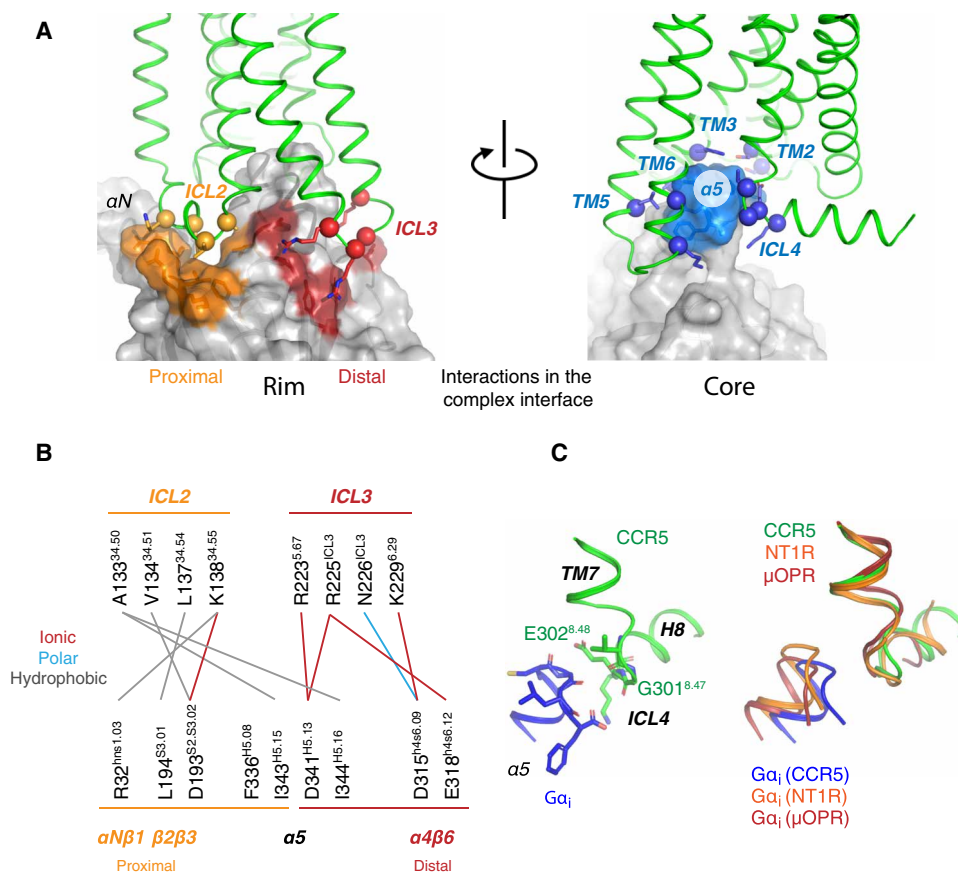 A
αN
ICL2
ICL3
Proximal
Rim
Distal
Interactions in the
complex interface
TM3
TM6
TM2
α5
TM5
ICL4
Core
B
ICL2
ICL3
A133^34.50
V134^34.51
L137^34.54
K138^34.55
R223^5.67
R225^ICL3
N226^ICL3
K229^6.29
Ionic
Polar
Hydrophobic
R32^hns1.03
L194^S3.01
D193^S2.S3.02
F336^H5.08
I343^H5.15
D341^H5.13
I344^H5.16
D315^h4s6.09
E318^h4s6.12
αNβ1 β2β3
α5
α4β6
Proximal
Distal
C
CCR5
TM7
E302^8.48
H8
G301^8.47
ICL4
α5
Gαi
CCR5
NT1R
µOPR
Gαi (CCR5)
Gαi (NT1R)
Gαi (µOPR)